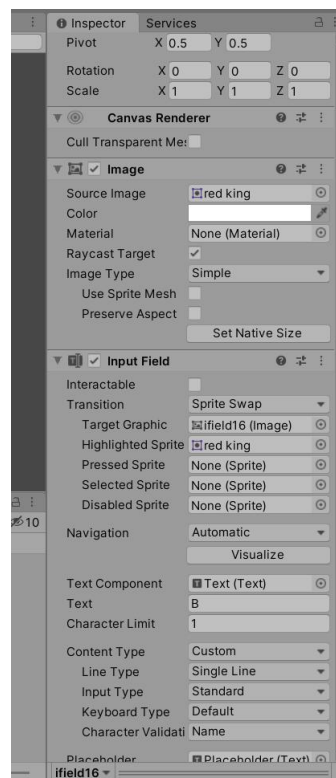 Inspector Services
Pivot X 0.5 Y 0.5
Rotation X 0 Y 0 Z 0
Scale X 1 Y 1 Z 1
Canvas Renderer
Cull Transparent Mes
Image
Source Image red king
Color
Material None (Material)
Raycast Target
Image Type Simple
Use Sprite Mesh
Preserve Aspect
Set Native Size
Input Field
Interactable
Transition Sprite Swap
Target Graphic ifield16 (Image)
Highlighted Sprite red king
Pressed Sprite None (Sprite)
Selected Sprite None (Sprite)
Disabled Sprite None (Sprite)
10
Navigation Automatic
Visualize
Text Component Text (Text)
Text B
Character Limit 1
Content Type Custom
Line Type Single Line
Input Type Standard
Keyboard Type Default
Character Validati Name
Placeholder Placeholder (Text)
ifield16